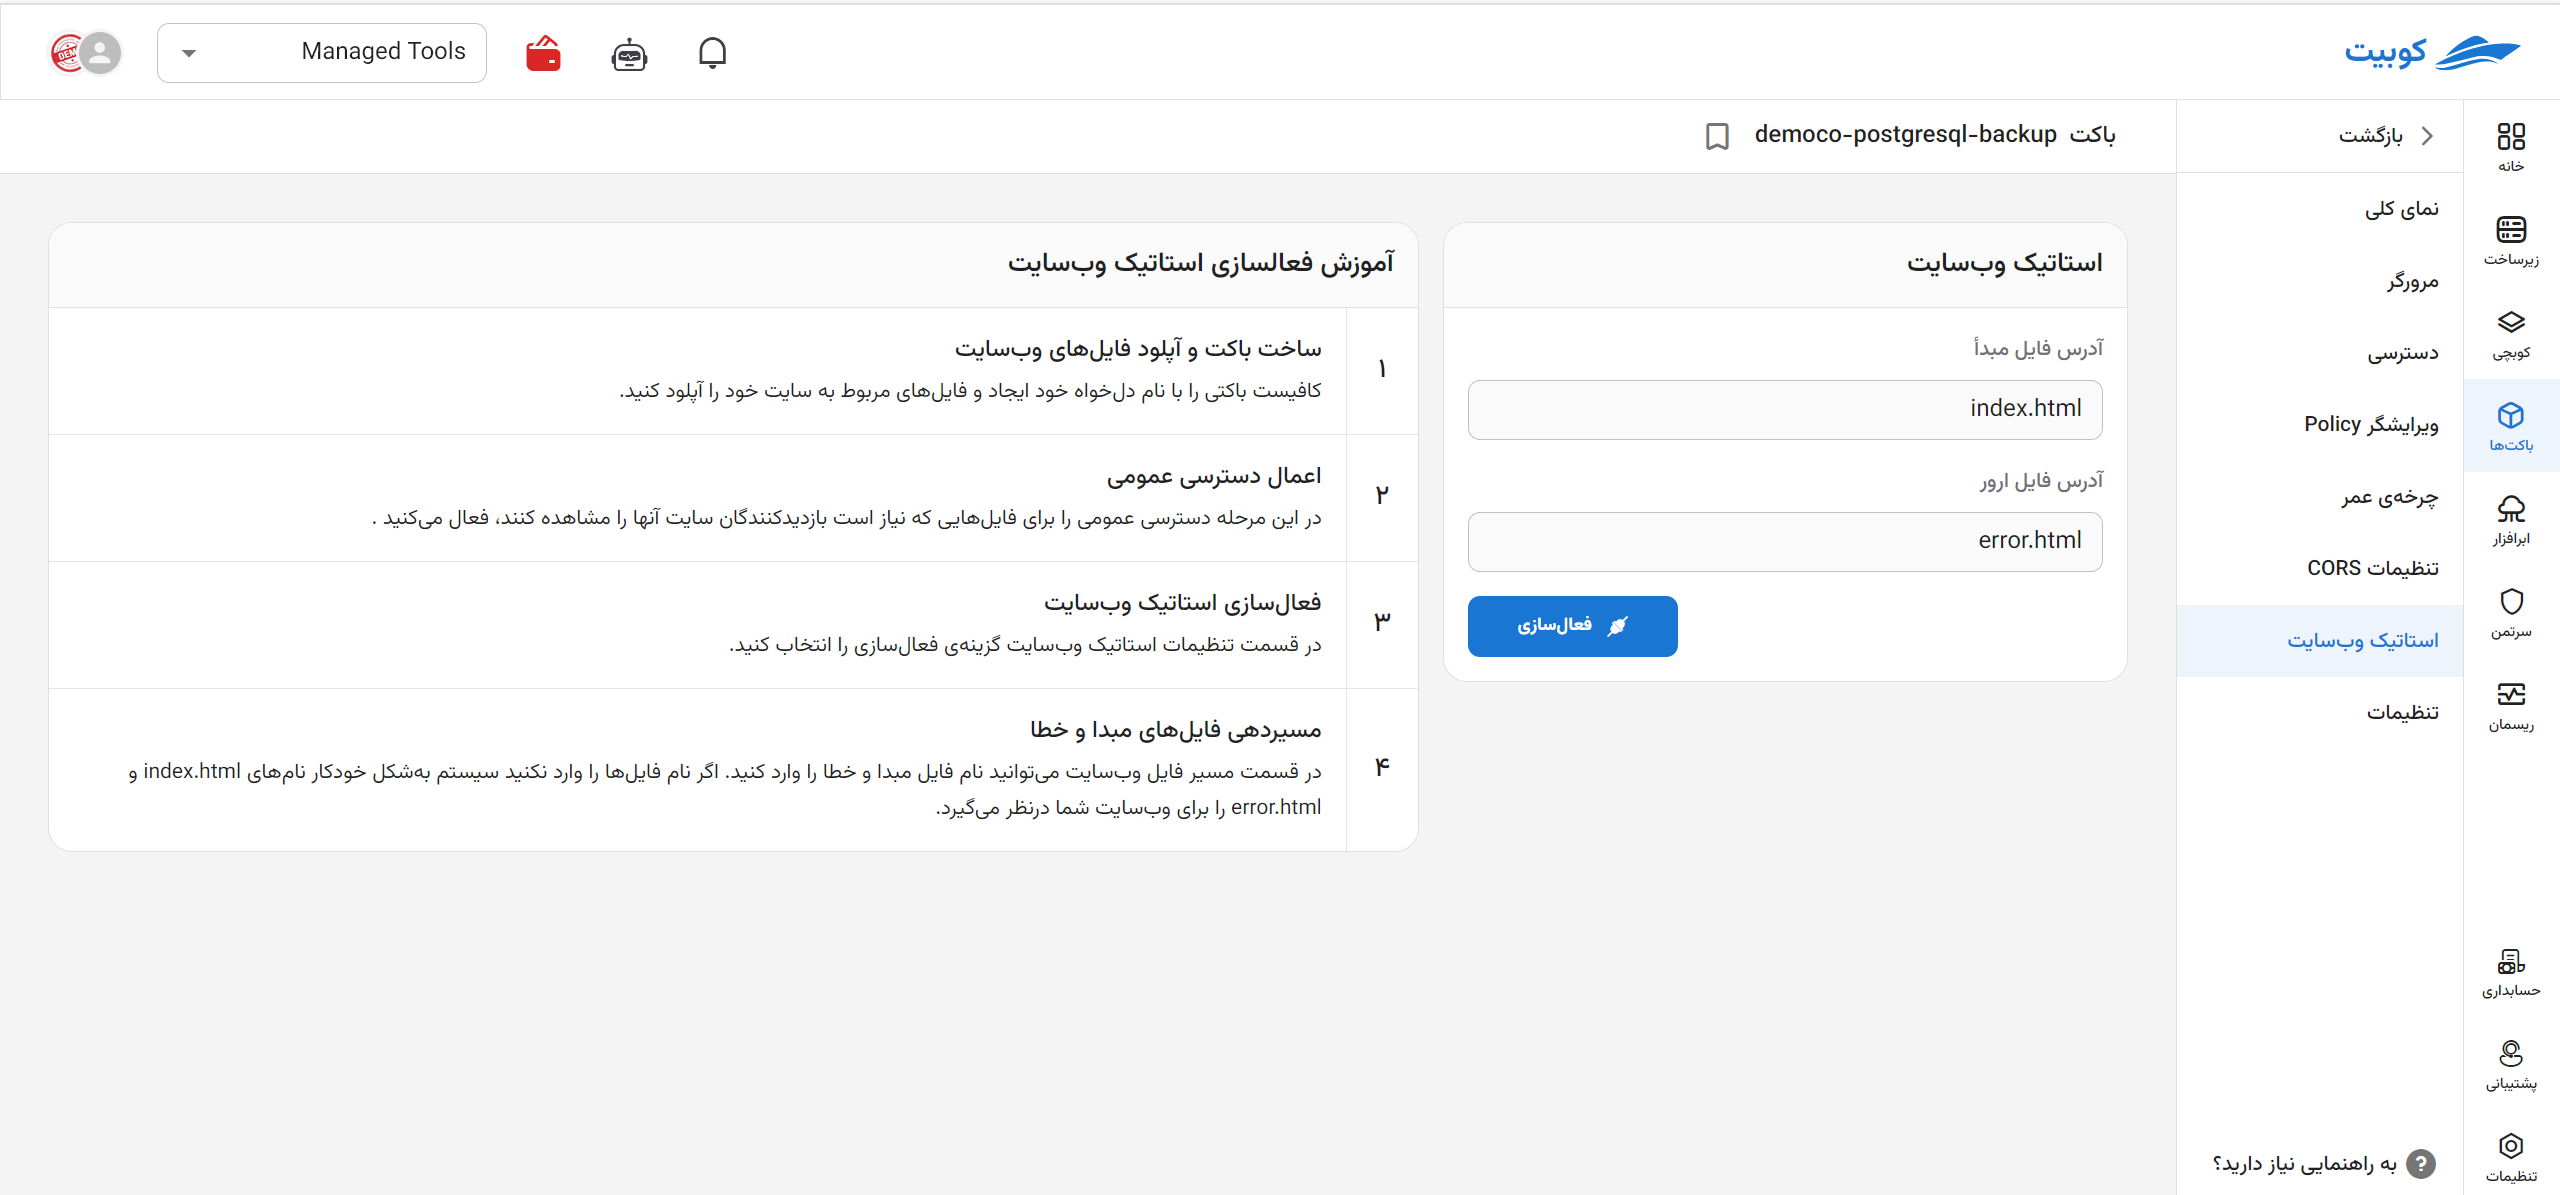 کوبیت
Managed Tools
DEM
خانه
زیرساخت
کوبچی
باکت‌ها
ابرافزار
سرتمن
ریسمان
حسابداری
پشتیبانی
تنظیمات
بازگشت
نمای کلی
مرورگر
دسترسی
ویرایشگر Policy
چرخه‌ی عمر
تنظیمات CORS
استاتیک وب‌سایت
تنظیمات
به راهنمایی نیاز دارید؟
باکت democo-postgresql-backup
استاتیک وب‌سایت
آدرس فایل مبدأ
index.html
آدرس فایل ارور
error.html
فعال‌سازی
آموزش فعالسازی استاتیک وب‌سایت
۱
ساخت باکت و آپلود فایل‌های وب‌سایت
کافیست باکتی را با نام دل‌خواه خود ایجاد و فایل‌های مربوط به سایت خود را آپلود کنید.
۲
اعمال دسترسی عمومی
در این مرحله دسترسی عمومی را برای فایل‌هایی که نیاز است بازدیدکنندگان سایت آنها را مشاهده کنند، فعال می‌کنید .
۳
فعال‌سازی استاتیک وب‌سایت
در قسمت تنظیمات استاتیک وب‌سایت گزینه‌ی فعال‌سازی را انتخاب کنید.
۴
مسیردهی فایل‌های مبدا و خطا
در قسمت مسیر فایل وب‌سایت می‌توانید نام فایل مبدا و خطا را وارد کنید. اگر نام فایل‌ها را وارد نکنید سیستم به‌شکل خودکار نام‌های index.html و
error.html را برای وب‌سایت شما درنظر می‌گیرد.